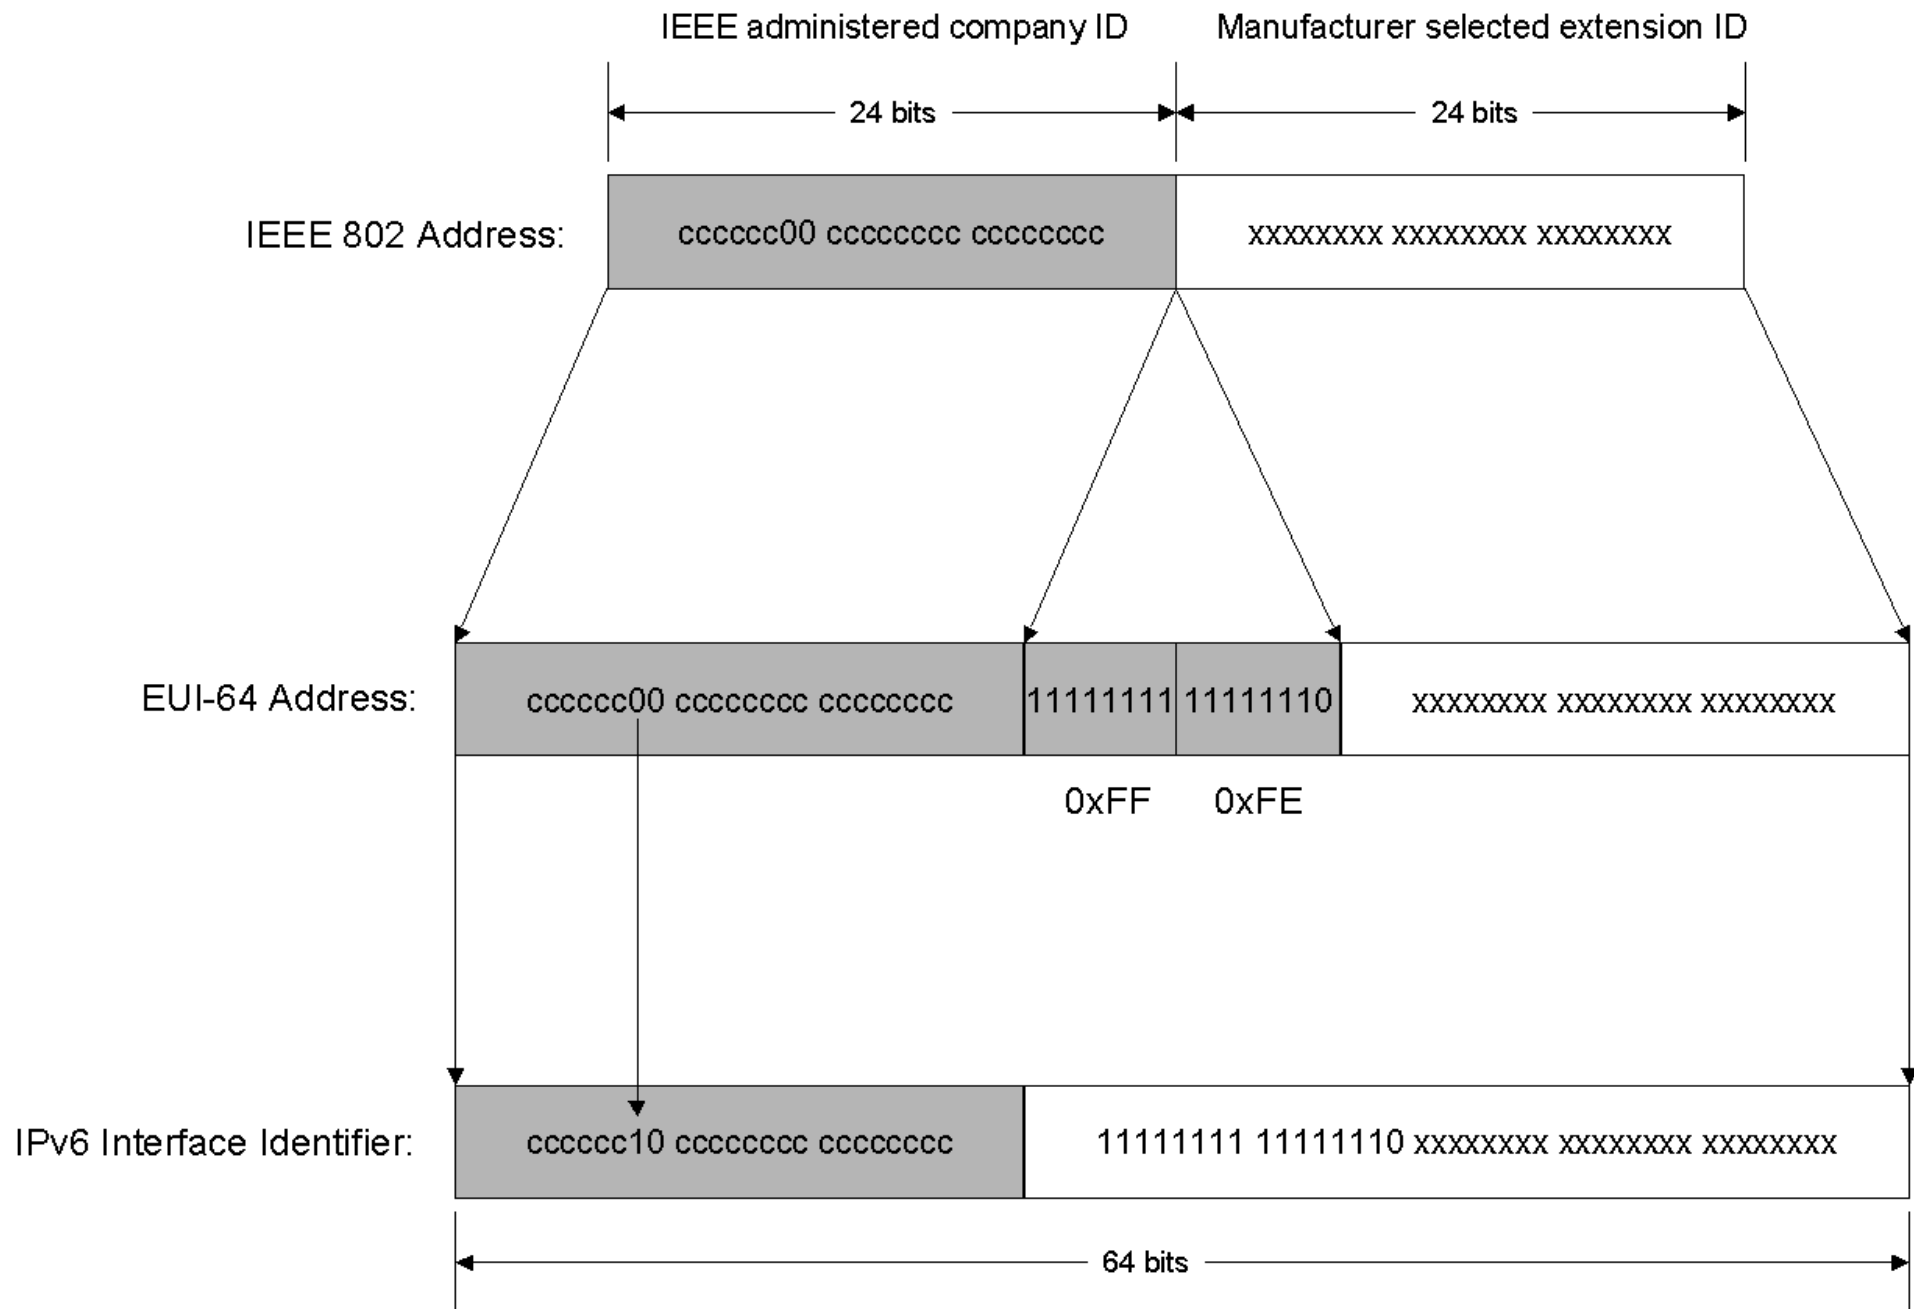 IEEE administered company ID Manufacturer selected extension ID
24 bits 24 bits
IEEE 802 Address: cccccc00 cccccccc cccccccc xxxxxxxx xxxxxxxx xxxxxxxx
EUI-64 Address: cccccc00 cccccccc cccccccc 11111111 11111110 xxxxxxxx xxxxxxxx xxxxxxxx
0xFF 0xFE
IPv6 Interface Identifier: cccccc10 cccccccc cccccccc 11111111 11111110 xxxxxxxx xxxxxxxx xxxxxxxx
64 bits